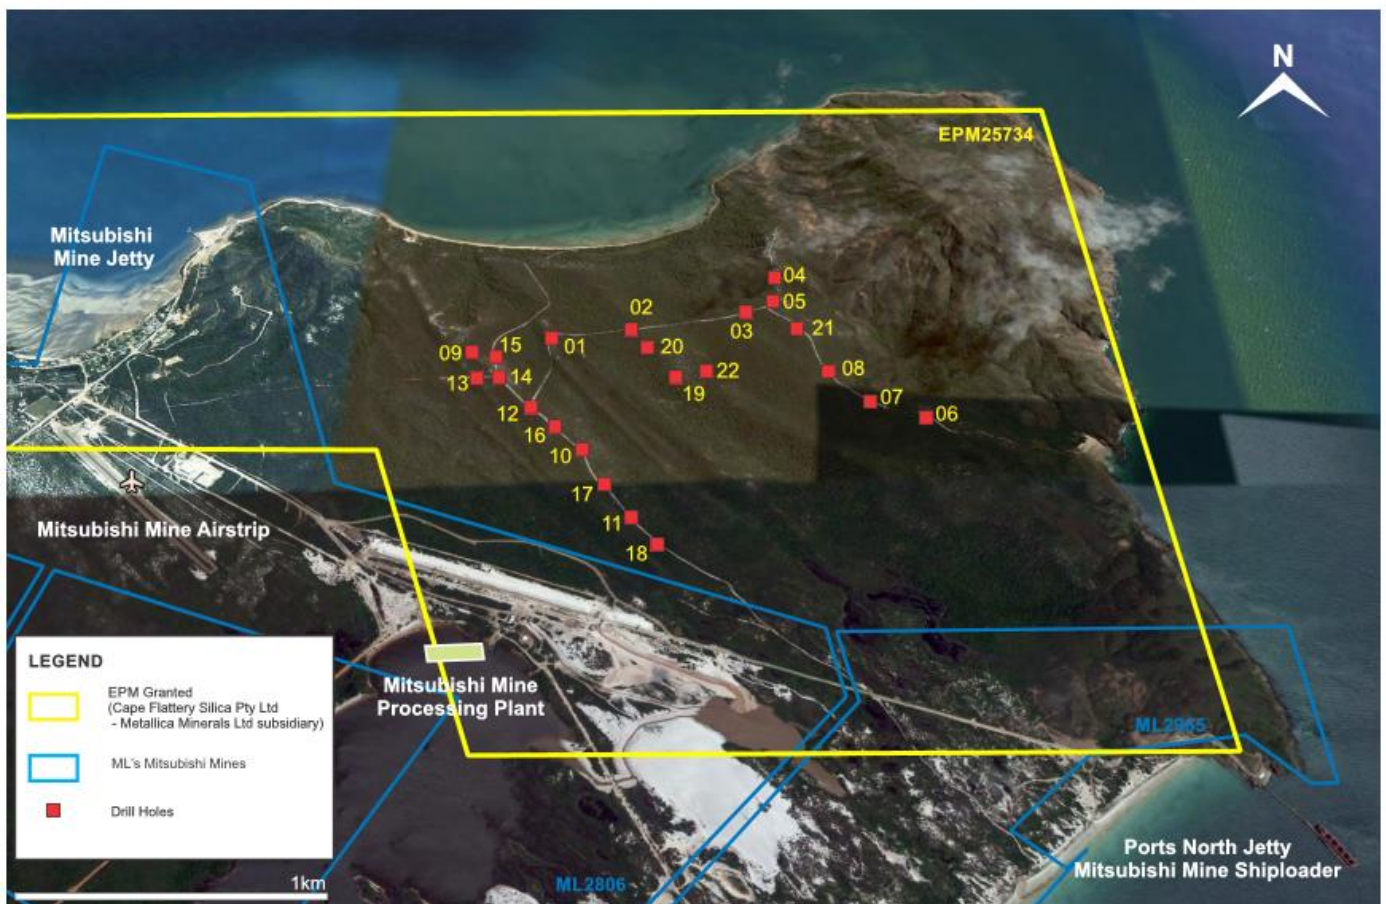 N
EPM25734
Mitsubishi
Mine Jetty
04
05
02
03
21
01
20
15
09
22
08
13
14
19
07
12
06
16
10
17
11
Mitsubishi Mine Airstrip
18
LEGEND
EPM Granted
(Cape Flattery Silica Pty Ltd
- Metallica Minerals Ltd subsidiary)
ML's Mitsubishi Mines
Drill Holes
1km
Mitsubishi Mine
Processing Plant
ML2965
Ports North Jetty
Mitsubishi Mine Shiploader
ML2806